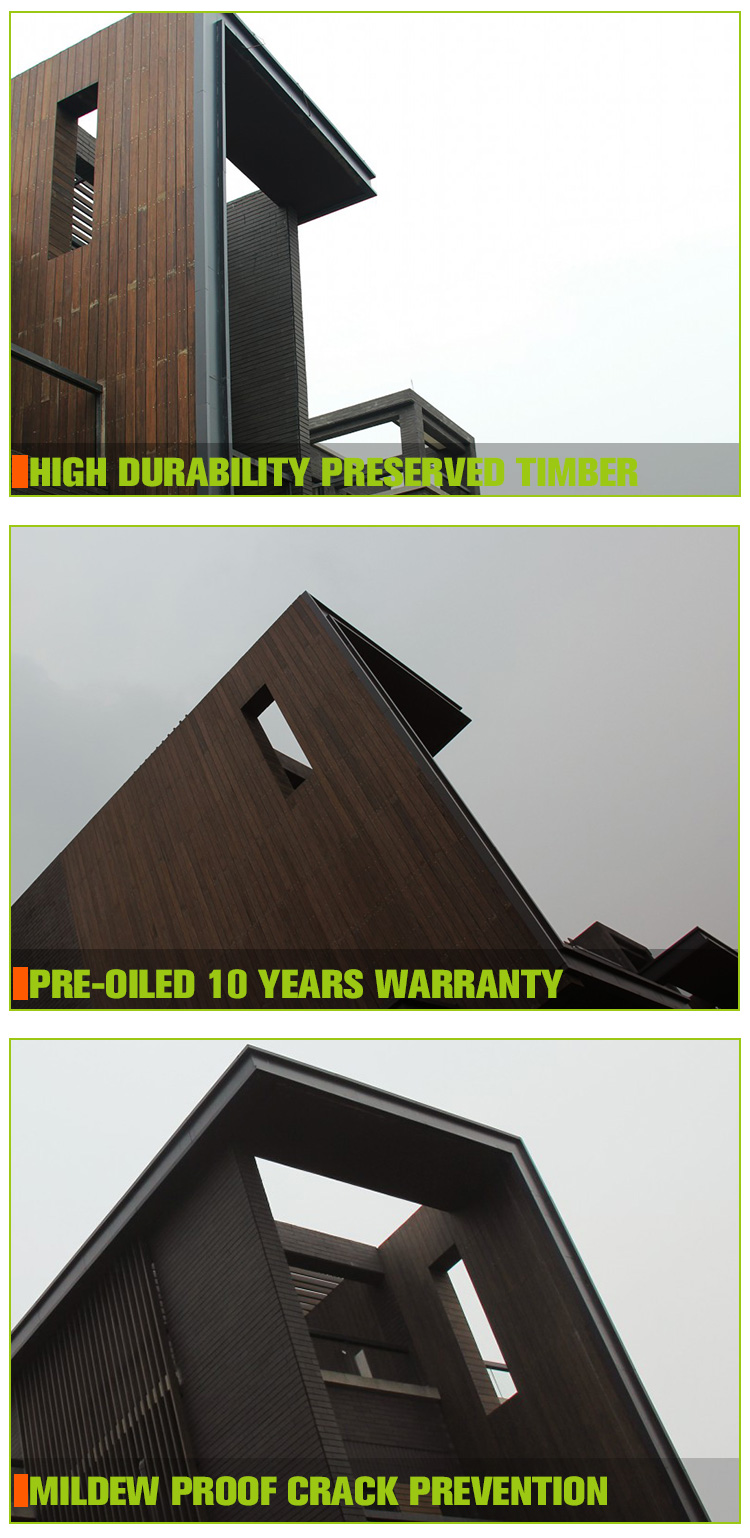 HIGH DURABILITY PRESERVED TIMBER
PRE-OILED 10 YEARS WARRANTY
MILDEW PROOF CRACK PREVENTION